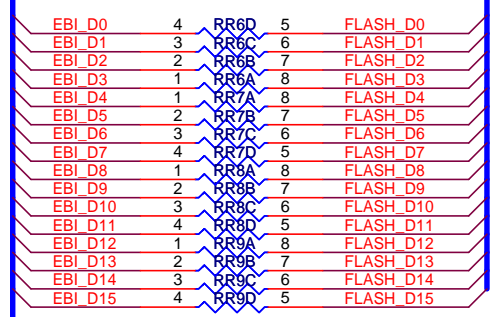 EBI_D0 4 RR6D 5 FLASH_D0
EBI_D1 3 RR6C 6 FLASH_D1
EBI_D2 2 RR6B 7 FLASH_D2
EBI_D3 1 RR6A 8 FLASH_D3
EBI_D4 1 RR7A 8 FLASH_D4
EBI_D5 2 RR7B 7 FLASH_D5
EBI_D6 3 RR7C 6 FLASH_D6
EBI_D7 4 RR7D 5 FLASH_D7
EBI_D8 1 RR8A 8 FLASH_D8
EBI_D9 2 RR8B 7 FLASH_D9
EBI_D10 3 RR8C 6 FLASH_D10
EBI_D11 4 RR8D 5 FLASH_D11
EBI_D12 1 RR9A 8 FLASH_D12
EBI_D13 2 RR9B 7 FLASH_D13
EBI_D14 3 RR9C 6 FLASH_D14
EBI_D15 4 RR9D 5 FLASH_D15